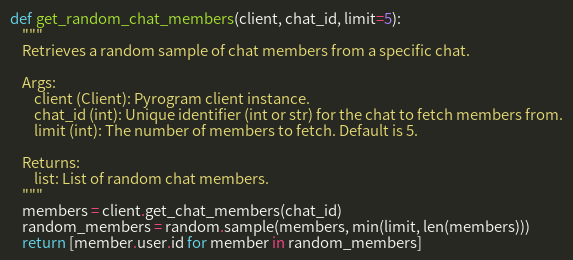 def get_random_chat_members(client, chat_id, limit=5):
"""
Retrieves a random sample of chat members from a specific chat.
Args:
client (Client): Pyrogram client instance.
chat_id (int): Unique identifier (int or str) for the chat to fetch members from.
limit (int): The number of members to fetch. Default is 5.
Returns:
list: List of random chat members.
"""
members = client.get_chat_members(chat_id)
random_members = random.sample(members, min(limit, len(members)))
return [member.user.id for member in random_members]